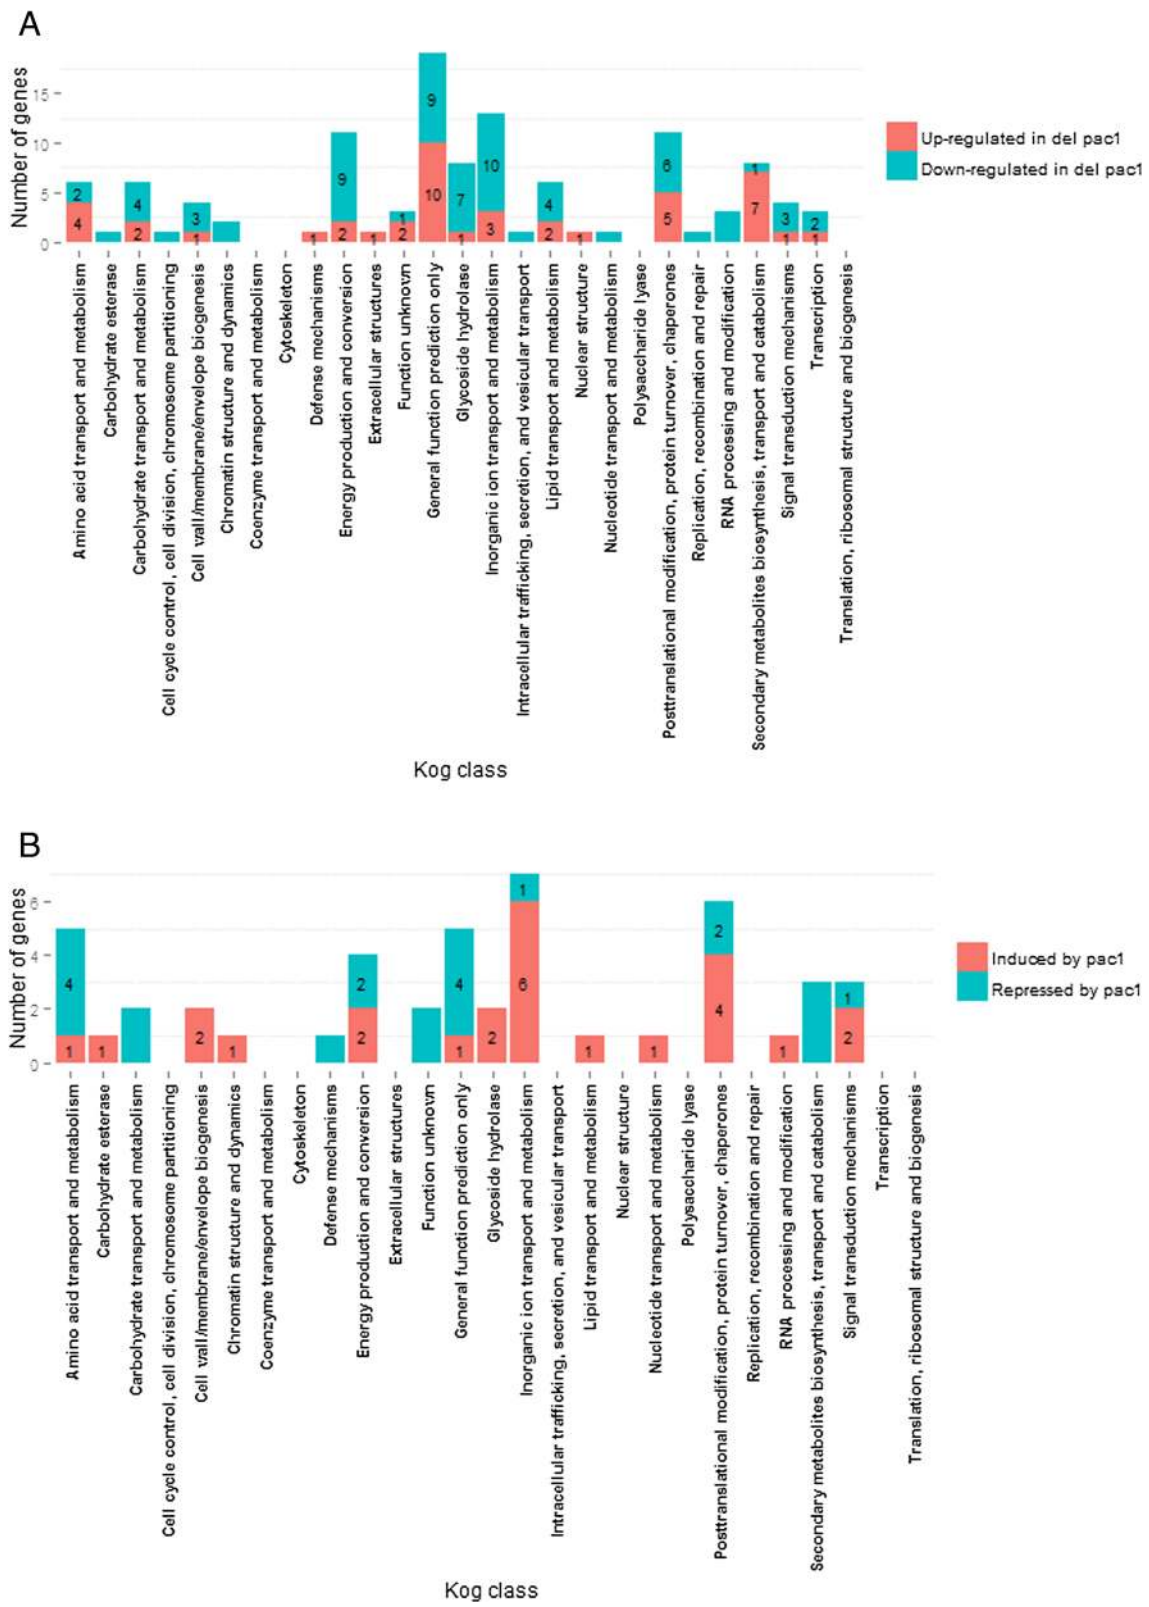 A
Number of genes
15
10
5
0
2
4
4
2
3
1
1
9
2
1
1
2
9
10
7
1
10
3
4
2
1
6
5
1
7
3
1
2
1
Up-regulated in del pac1
Down-regulated in del pac1
Amino acid transport and metabolism
Carbohydrate esterase
Carbohydrate transport and metabolism
Cell cycle control, cell division, chromosome partitioning
Cell wall/membrane/envelope biogenesis
Chromatin structure and dynamics
Coenzyme transport and metabolism
Cytoskeleton
Defense mechanisms
Energy production and conversion
Extracellular structures
Function unknown
General function prediction only
Glycoside hydrolase
Inorganic ion transport and metabolism
Intracellular trafficking, secretion, and vesicular transport
Lipid transport and metabolism
Nuclear structure
Nucleotide transport and metabolism
Polysaccharide lyase
Posttranslational modification, protein turnover, chaperones
Replication, recombination and repair
RNA processing and modification
Secondary metabolites biosynthesis, transport and catabolism
Signal transduction mechanisms
Transcription
Translation, ribosomal structure and biogenesis
Kog class
B
Number of genes
6
4
2
0
4
1
1
2
1
2
2
4
1
2
1
6
1
1
2
4
1
1
2
Induced by pac1
Repressed by pac1
Amino acid transport and metabolism
Carbohydrate esterase
Carbohydrate transport and metabolism
Cell cycle control, cell division, chromosome partitioning
Cell wall/membrane/envelope biogenesis
Chromatin structure and dynamics
Coenzyme transport and metabolism
Cytoskeleton
Defense mechanisms
Energy production and conversion
Extracellular structures
Function unknown
General function prediction only
Glycoside hydrolase
Inorganic ion transport and metabolism
Intracellular trafficking, secretion, and vesicular transport
Lipid transport and metabolism
Nuclear structure
Nucleotide transport and metabolism
Polysaccharide lyase
Posttranslational modification, protein turnover, chaperones
Replication, recombination and repair
RNA processing and modification
Secondary metabolites biosynthesis, transport and catabolism
Signal transduction mechanisms
Transcription
Translation, ribosomal structure and biogenesis
Kog class